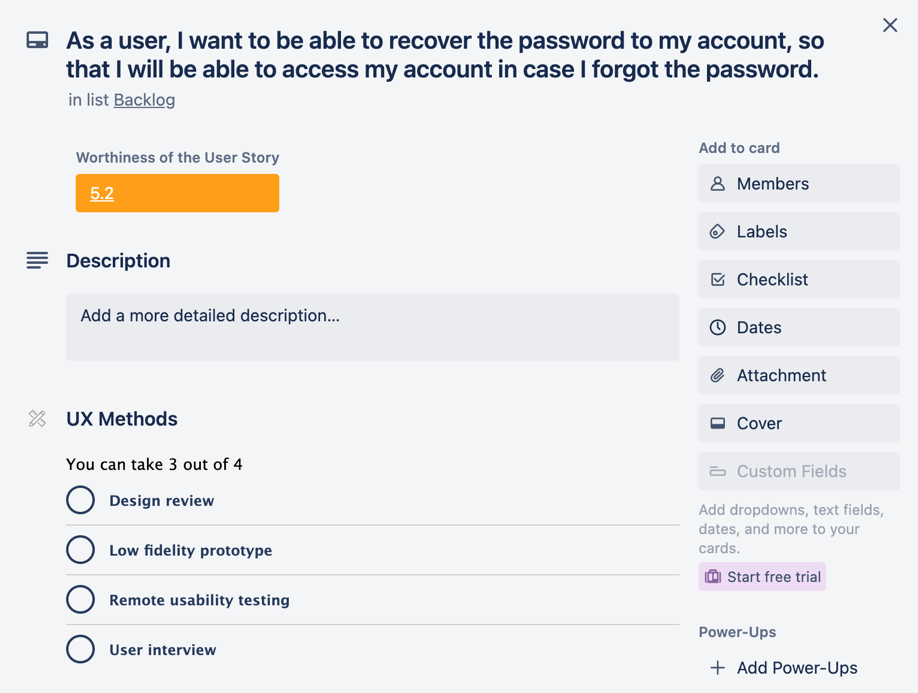 As a user, I want to be able to recover the password to my account, so
that I will be able to access my account in case I forgot the password.
in list Backlog
Worthiness of the User Story
5.2
Description
Add a more detailed description...
UX Methods
You can take 3 out of 4
Design review
Low fidelity prototype
Remote usability testing
User interview
Add to card
Members
Labels
Checklist
Dates
Attachment
Cover
Custom Fields
Add dropdowns, text fields,
dates, and more to your
cards.
Start free trial
Power-Ups
Add Power-Ups